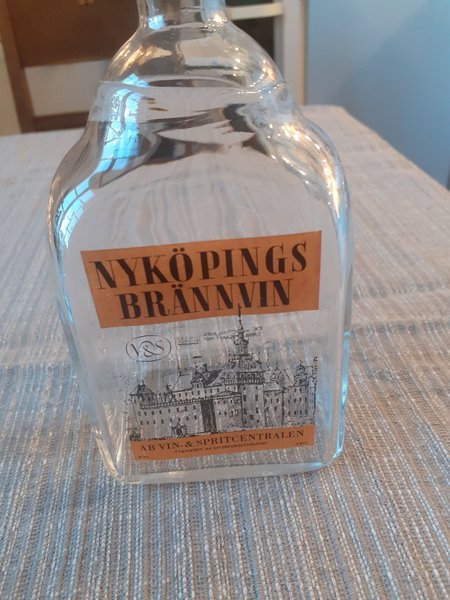 NYKÖPINGS
BRÄNNVIN
V&S
AB VIN- & SPRITCENTRALEN